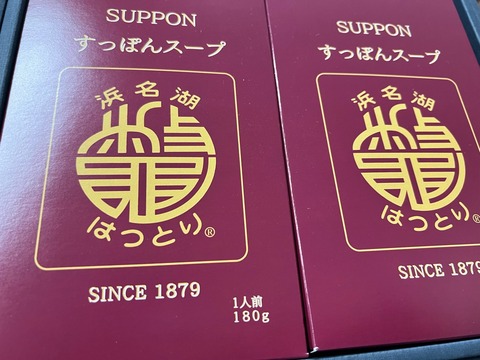 SUPPON
すっぽんスープ
浜名湖
はっとり®
SINCE 1879
1人前
180g
SUPPON
すっぽんスープ
浜名湖
はっとり®
SINCE 1879